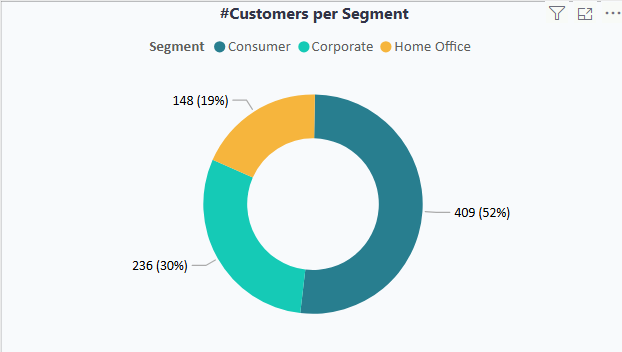 #Customers per Segment
Segment Consumer Corporate Home Office
148 (19%)
409 (52%)
236 (30%)